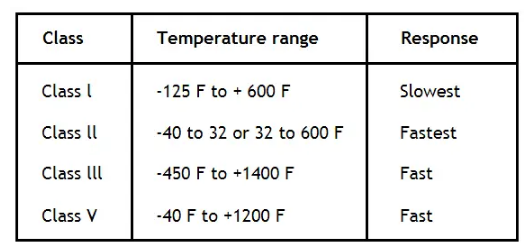 Class Temperature range Response
Class l -125 F to + 600 F Slowest
Class ll -40 to 32 or 32 to 600 F Fastest
Class lll -450 F to +1400 F Fast
Class V -40 F to +1200 F Fast